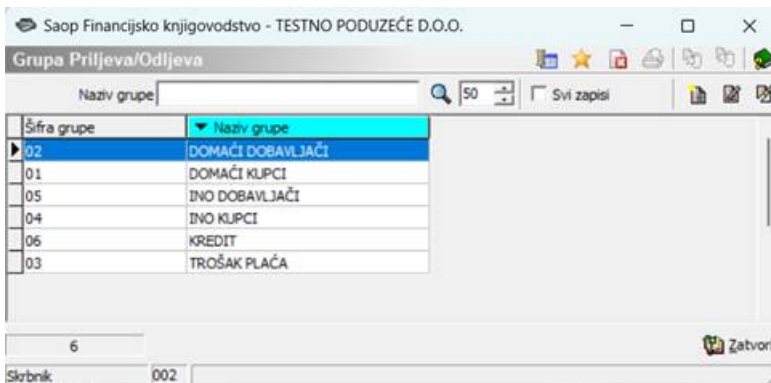 Saop Financijsko knjigovodstvo - TESTNO PODUZEĆE D.O.O.
Grupa Priljeva/Odljeva
Naziv grupe 50 Svi zapisi
Šifra grupe Naziv grupe
02 DOMAĆI DOBAVLJAČI
01 DOMAĆI KUPCI
05 INO DOBAVLJAČI
04 INO KUPCI
06 KREDIT
03 TROŠAK PLAĆA
6 Zatvori
Skrbnik 002